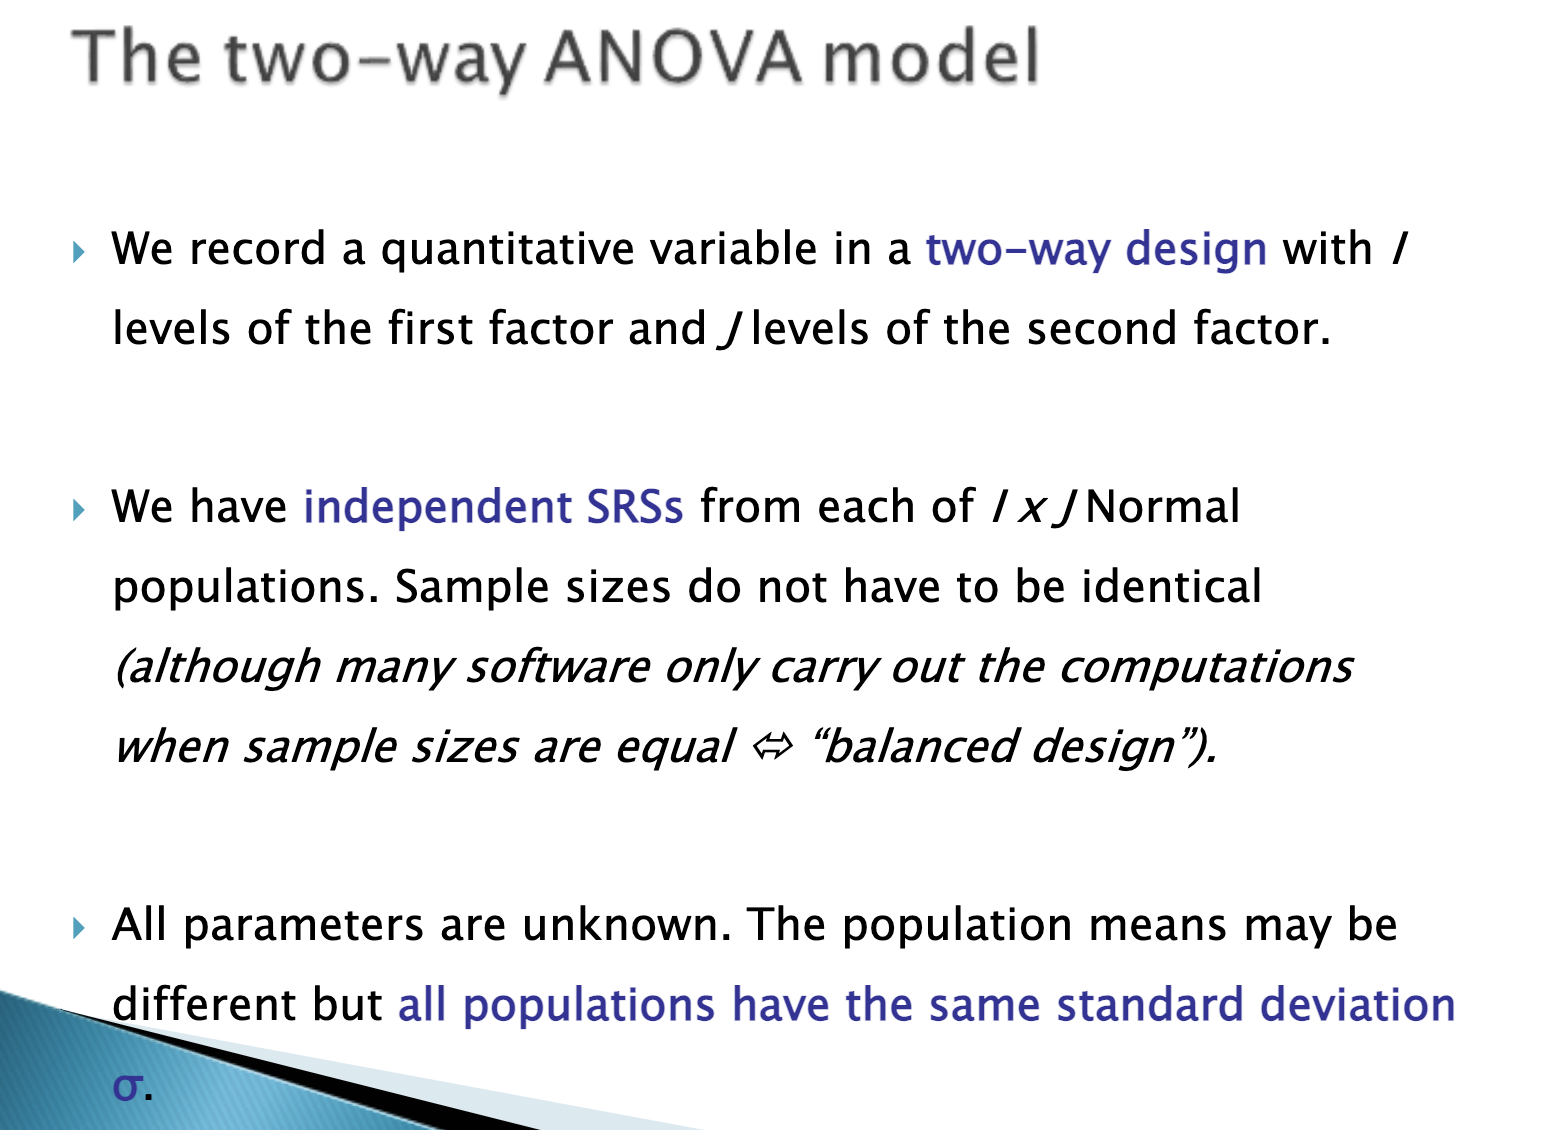 The two-way ANOVA model
We record a quantitative variable in a two-way design with I
levels of the first factor and J levels of the second factor.
We have independent SRSs from each of I x J Normal
populations. Sample sizes do not have to be identical
(although many software only carry out the computations
when sample sizes are equal ⬄ “balanced design”).
All parameters are unknown. The population means may be
different but all populations have the same standard deviation
σ.